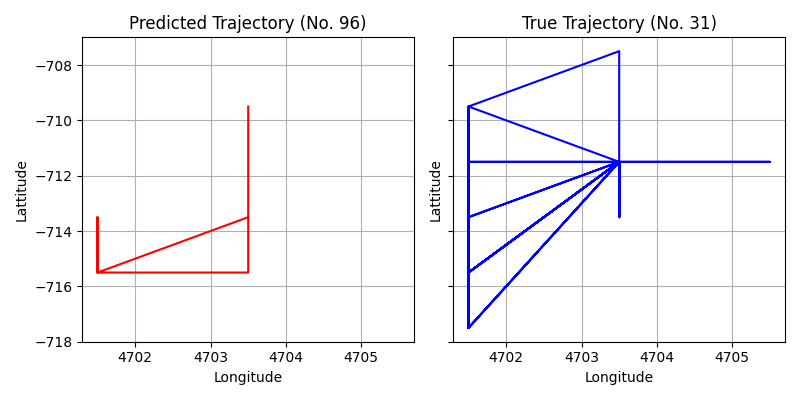 Predicted Trajectory (No. 96)
True Trajectory (No. 31)
Lattitude
−708
−710
−712
−714
−716
−718
4702
4703
4704
4705
Longitude
Lattitude
4702
4703
4704
4705
Longitude